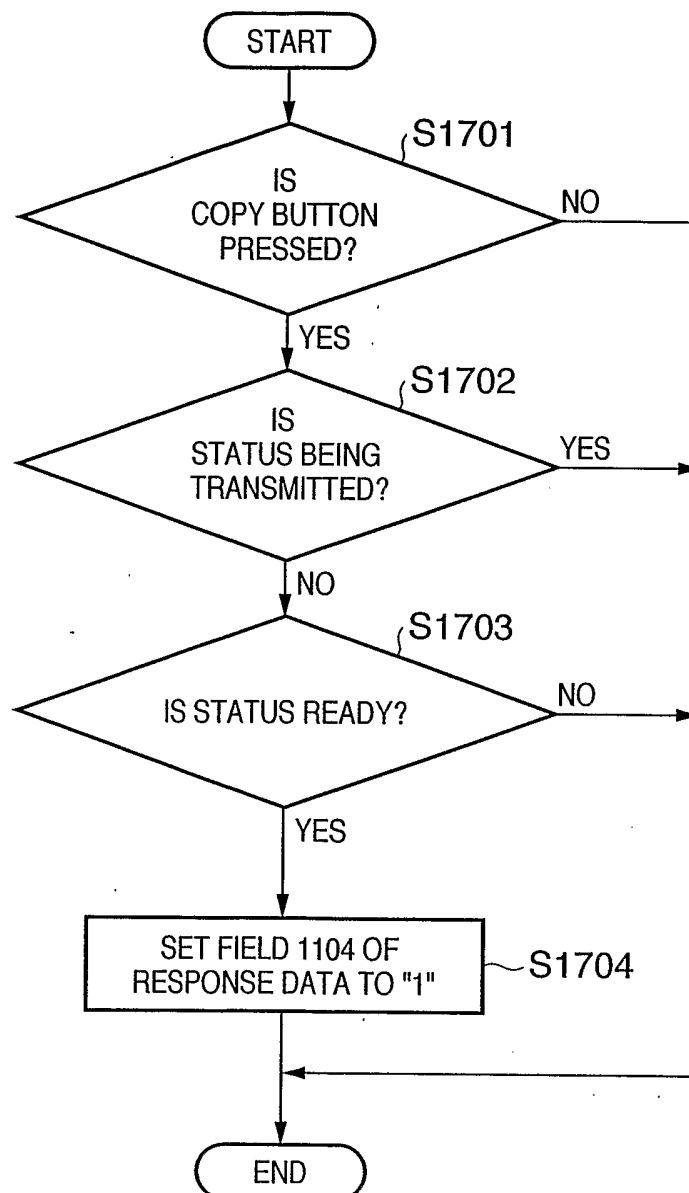 START
S1701
IS
COPY BUTTON
PRESSED?
NO
YES
S1702
IS
STATUS BEING
TRANSMITTED?
YES
NO
S1703
IS STATUS READY?
NO
YES
SET FIELD 1104 OF
RESPONSE DATA TO "1"
S1704
END